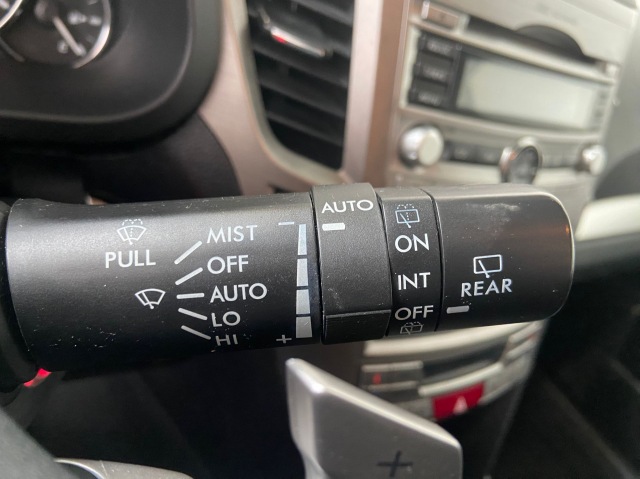 PULL
MIST
OFF
AUTO
LO
HI
−
+
AUTO
ON
INT
OFF
REAR
+